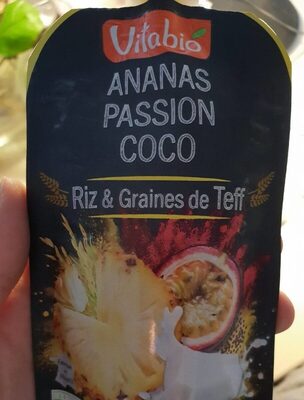 Vitabio
ANANAS
PASSION
COCO
Riz & Graines de Teff